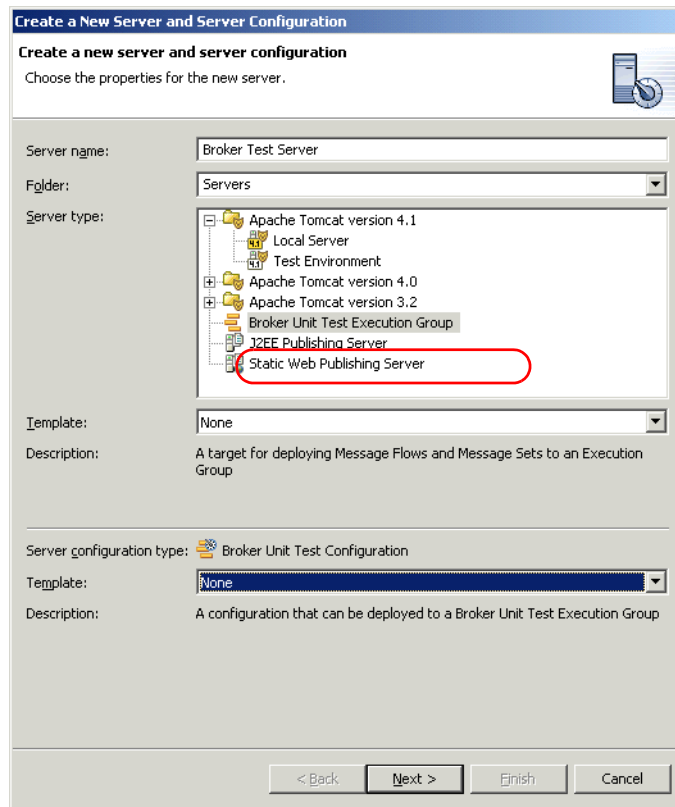 Create a New Server and Server Configuration
Create a new server and server configuration
Choose the properties for the new server.
Server name: Broker Test Server
Folder: Servers
Server type:
Apache Tomcat version 4.1
Local Server
Test Environment
Apache Tomcat version 4.0
Apache Tomcat version 3.2
Broker Unit Test Execution Group
J2EE Publishing Server
Static Web Publishing Server
Template: None
Description: A target for deploying Message Flows and Message Sets to an Execution
Group
Server configuration type: Broker Unit Test Configuration
Template: None
Description: A configuration that can be deployed to a Broker Unit Test Execution Group
< Back Next > Finish Cancel